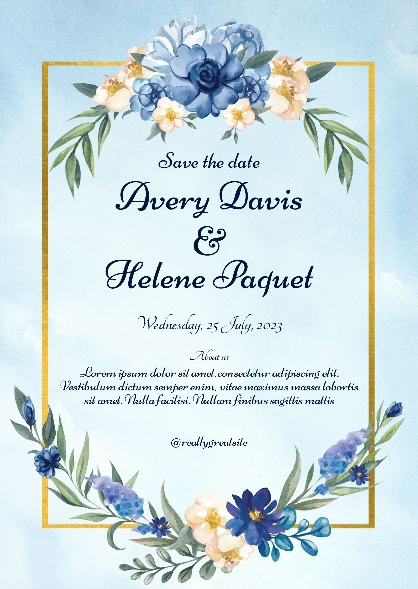 Save the date
Avery Davis
&
Helene Paquet
Wednesday, 25 July, 2023
About us
Lorem ipsum dolor sit amet, consectetur adipiscing elit.
Vestibulum dictum semper enim, vitae maximus massa lobortis
sit amet. Nulla facilisi. Nullam finibus sagittis mattis
@reallygreatsite